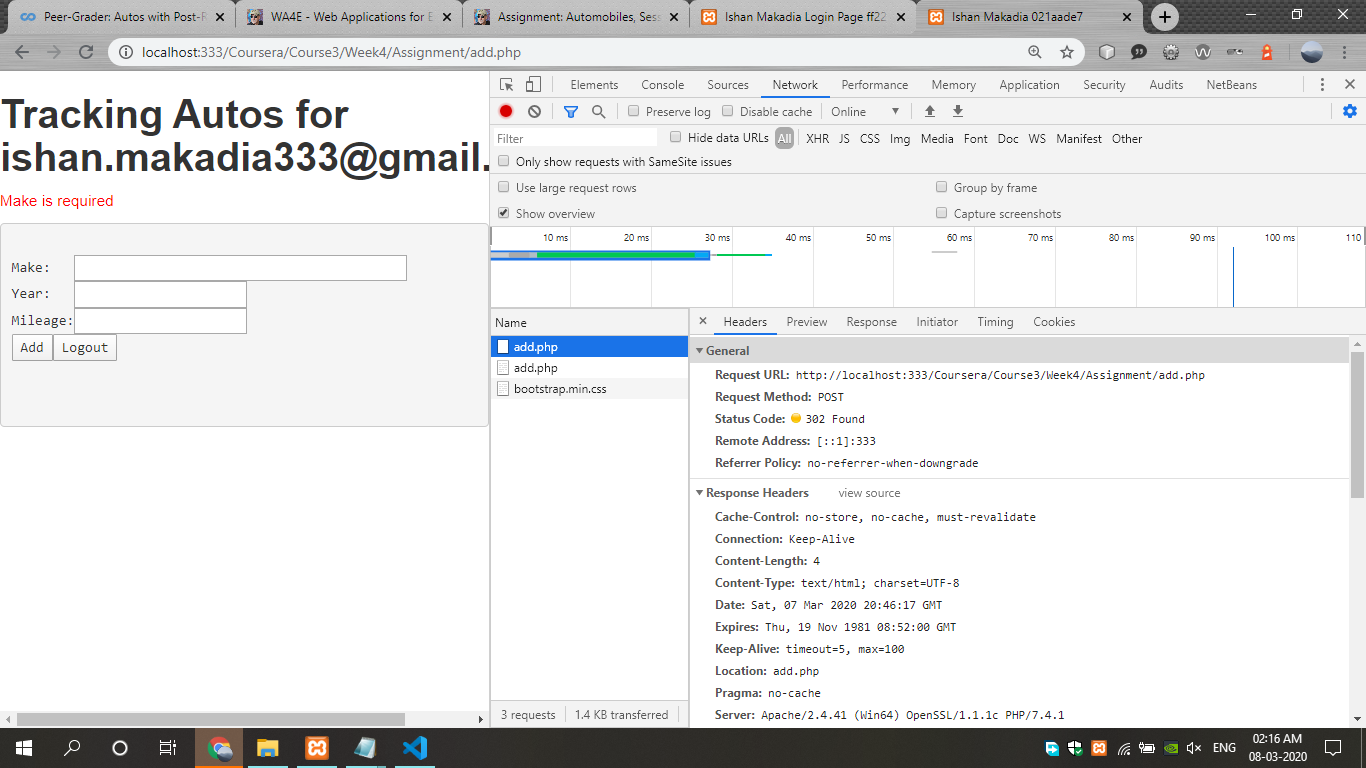 Peer-Grader: Autos with Post-R
WA4E - Web Applications for E
Assignment: Automobiles, Sess
Ishan Makadia Login Page ff22
Ishan Makadia 021aade7
localhost:333/Coursera/Course3/Week4/Assignment/add.php
Tracking Autos for
ishan.makadia333@gmail.
Make is required
Make:
Year:
Mileage:
Add Logout
Elements Console Sources Network Performance Memory Application Security Audits NetBeans
Preserve log Disable cache Online
Filter Hide data URLs All XHR JS CSS Img Media Font Doc WS Manifest Other
Only show requests with SameSite issues
Use large request rows Group by frame
Show overview Capture screenshots
10 ms 20 ms 30 ms 40 ms 50 ms 60 ms 70 ms 80 ms 90 ms 100 ms 110
Name
add.php
add.php
bootstrap.min.css
3 requests 1.4 KB transferred
Headers Preview Response Initiator Timing Cookies
General
Request URL: http://localhost:333/Coursera/Course3/Week4/Assignment/add.php
Request Method: POST
Status Code: 302 Found
Remote Address: [::1]:333
Referrer Policy: no-referrer-when-downgrade
Response Headers view source
Cache-Control: no-store, no-cache, must-revalidate
Connection: Keep-Alive
Content-Length: 4
Content-Type: text/html; charset=UTF-8
Date: Sat, 07 Mar 2020 20:46:17 GMT
Expires: Thu, 19 Nov 1981 08:52:00 GMT
Keep-Alive: timeout=5, max=100
Location: add.php
Pragma: no-cache
Server: Apache/2.4.41 (Win64) OpenSSL/1.1.1c PHP/7.4.1
ENG
02:16 AM
08-03-2020